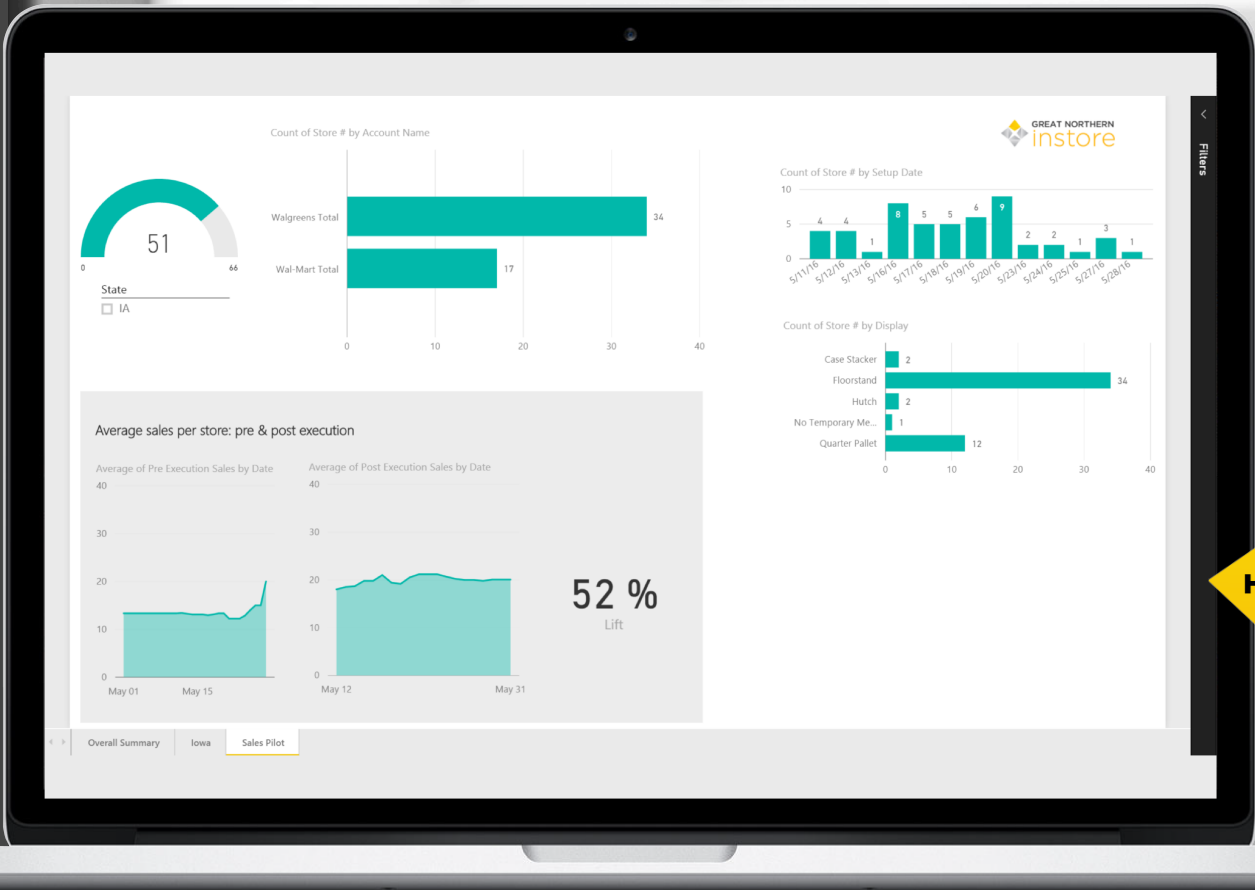 Count of Store # by Account Name
Walgreens Total
34
Wal-Mart Total
17
0
10
20
30
40
51
0
66
State
IA
GREAT NORTHERN
instore
Filters
Count of Store # by Setup Date
10
5
0
4
4
1
8
5
5
6
9
2
2
1
3
1
5/11/16
5/12/16
5/13/16
5/16/16
5/17/16
5/18/16
5/19/16
5/20/16
5/23/16
5/24/16
5/25/16
5/27/16
5/28/16
Count of Store # by Display
Case Stacker
2
Floorstand
34
Hutch
2
No Temporary Me...
1
Quarter Pallet
12
0
10
20
30
40
Average sales per store: pre & post execution
Average of Pre Execution Sales by Date
40
30
20
10
0
May 01
May 15
Average of Post Execution Sales by Date
40
30
20
10
0
May 12
May 31
52 %
Lift
Overall Summary
Iowa
Sales Pilot
H